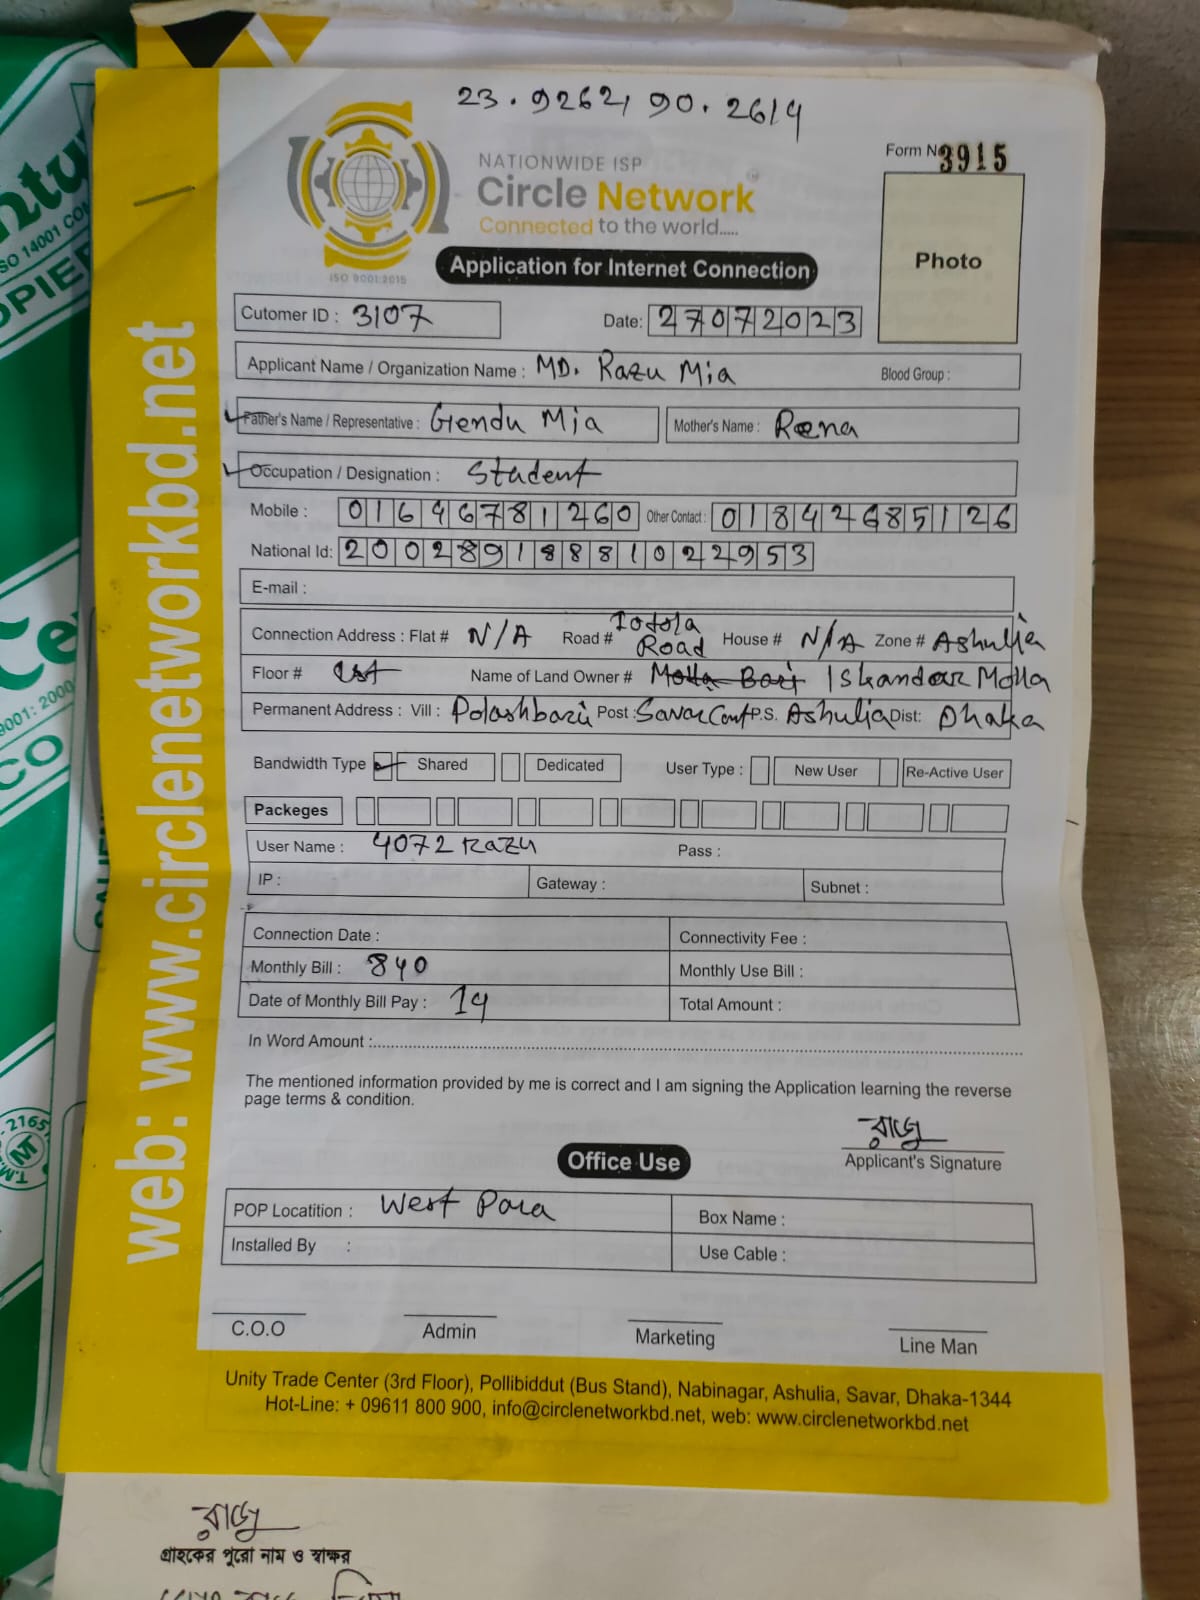 23.9262, 90.2614
Form No 3915
NATIONWIDE ISP
Circle Network
Connected to the world.....
ISO 9001:2015
Application for Internet Connection
Photo
Cutomer ID : 3107 Date: 27072023
Applicant Name / Organization Name : MD. Razu Mia Blood Group :
Father's Name / Representative : Gendu Mia Mother's Name : Reena
Occupation / Designation : Student
Mobile : 01646781260 Other Contact : 01842685126
National Id: 20028918881022953
E-mail :
Connection Address : Flat # N/A Road # Totola Road House # N/A Zone # Ashulia
Floor # 1st Name of Land Owner # Molla Bari Iskandar Molla
Permanent Address : Vill : Polashbari Post : Savar Cant P.S. Ashulia Dist: Dhaka
Bandwidth Type Shared Dedicated User Type : New User Re-Active User
Packeges
User Name : 4072 Razu Pass :
IP : Gateway : Subnet :
Connection Date : Connectivity Fee :
Monthly Bill : 840 Monthly Use Bill :
Date of Monthly Bill Pay : 14 Total Amount :
In Word Amount :
The mentioned information provided by me is correct and I am signing the Application learning the reverse
page terms & condition.
রাজু
Applicant's Signature
Office Use
POP Locatition : West Para Box Name :
Installed By : Use Cable :
C.O.O Admin Marketing Line Man
Unity Trade Center (3rd Floor), Pollibiddut (Bus Stand), Nabinagar, Ashulia, Savar, Dhaka-1344
Hot-Line: + 09611 800 900, info@circlenetworkbd.net, web: www.circlenetworkbd.net
web: www.circlenetworkbd.net
রাজু
গ্রাহকের পুরো নাম ও স্বাক্ষর